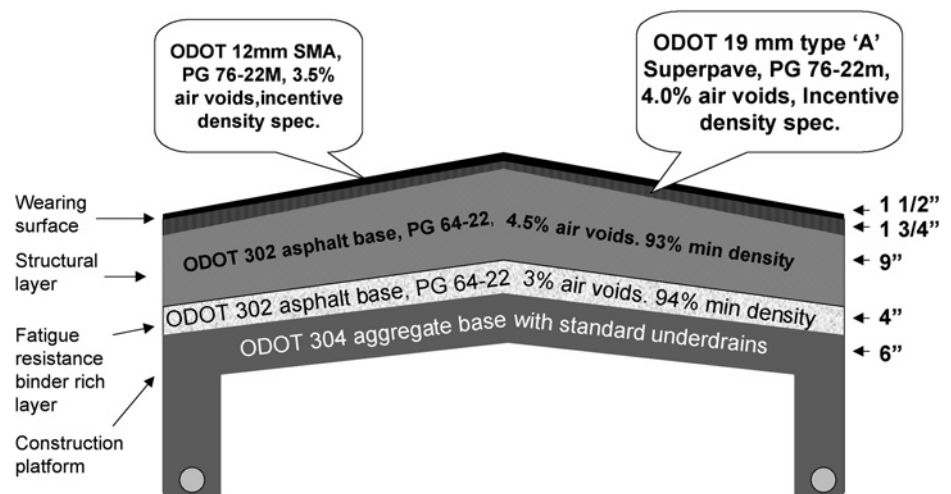 ODOT 12mm SMA,
PG 76-22M, 3.5%
air voids,incentive
density spec.
ODOT 19 mm type ‘A’
Superpave, PG 76-22m,
4.0% air voids, Incentive
density spec.
Wearing
surface
Structural
layer
Fatigue
resistance
binder rich
layer
Construction
platform
ODOT 302 asphalt base, PG 64-22, 4.5% air voids. 93% min density
ODOT 302 asphalt base, PG 64-22 3% air voids. 94% min density
ODOT 304 aggregate base with standard underdrains
1 1/2”
1 3/4”
9”
4”
6”